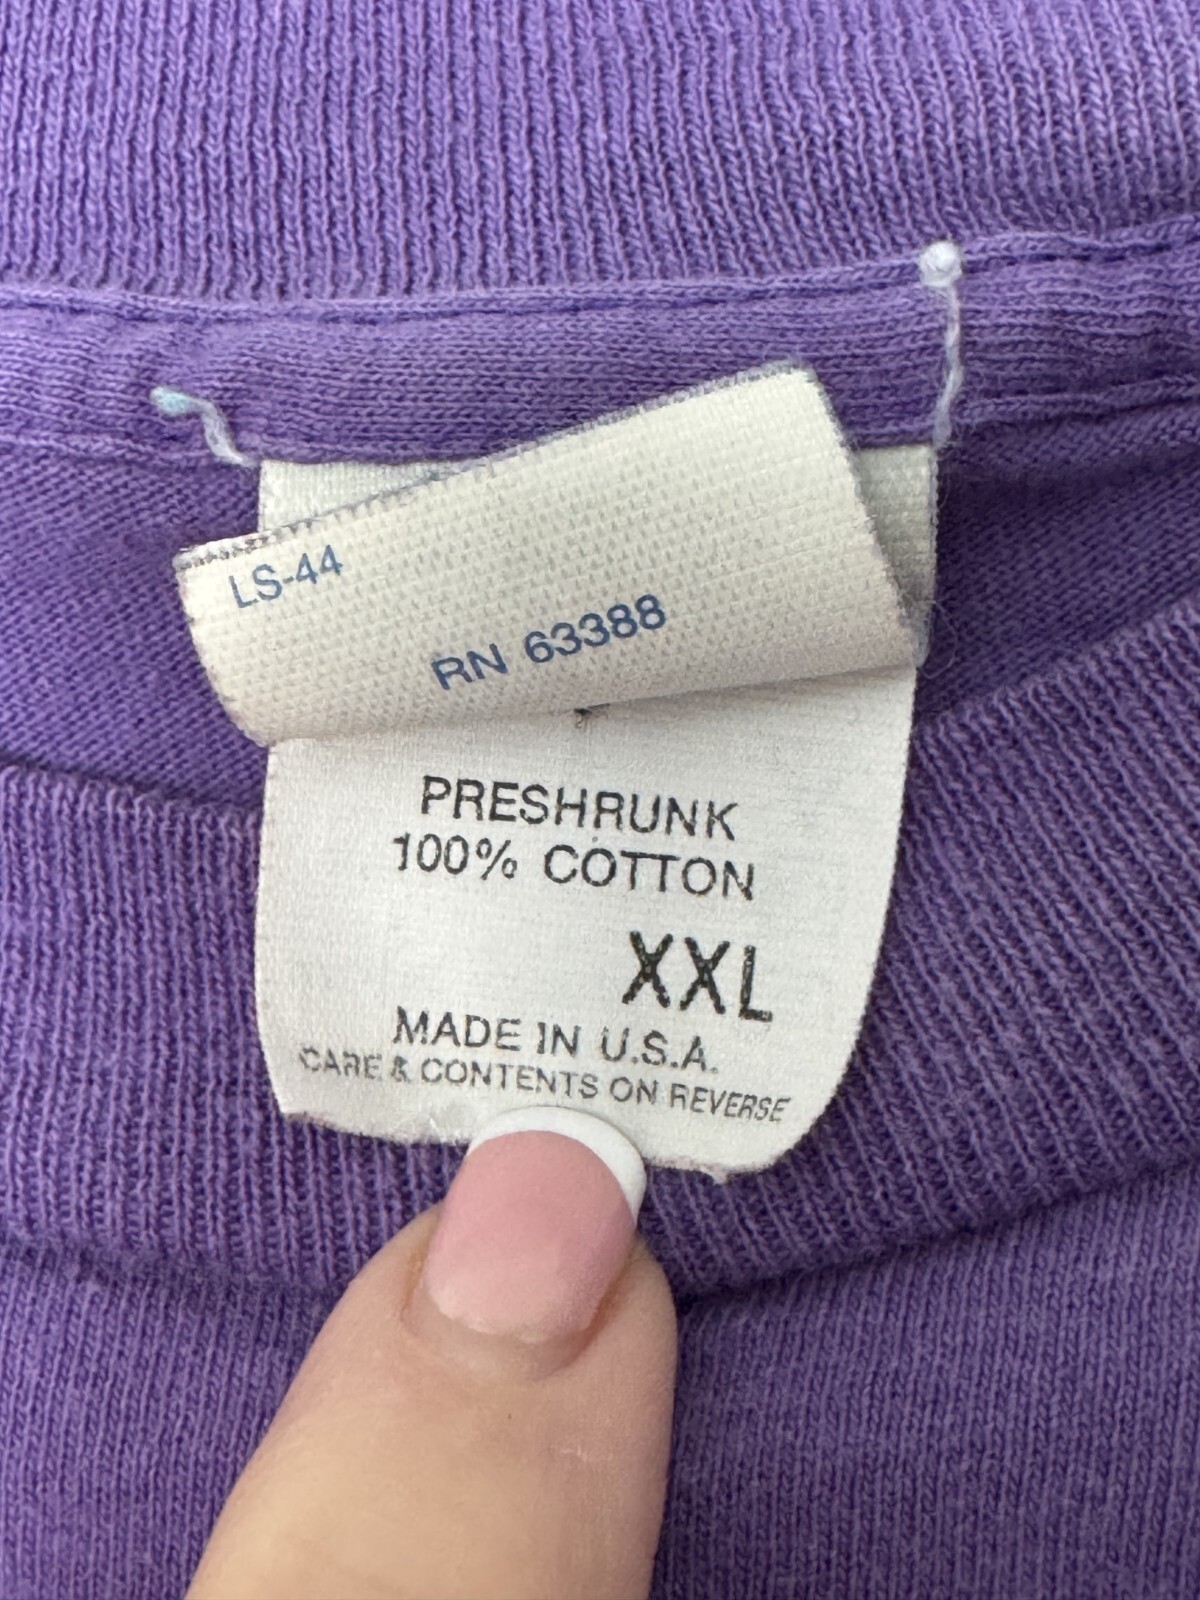 LS-44
RN 63388
PRESHRUNK
100% COTTON
XXL
MADE IN U.S.A.
CARE & CONTENTS ON REVERSE